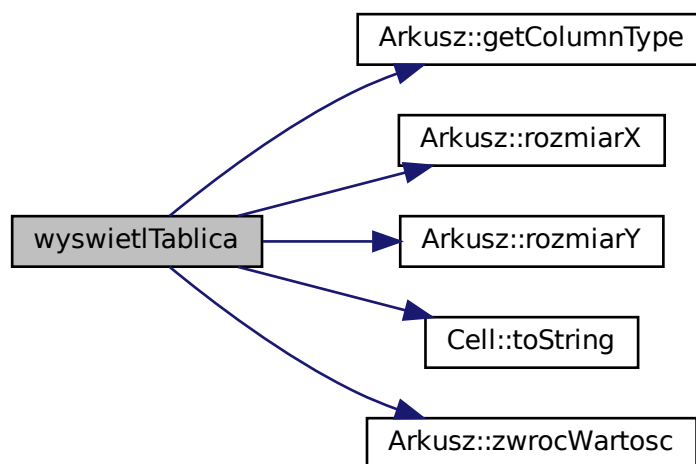 Arkusz::getColumnType
Arkusz::rozmiarX
wyswietlTablica
Arkusz::rozmiarY
Cell::toString
Arkusz::zwrocWartosc